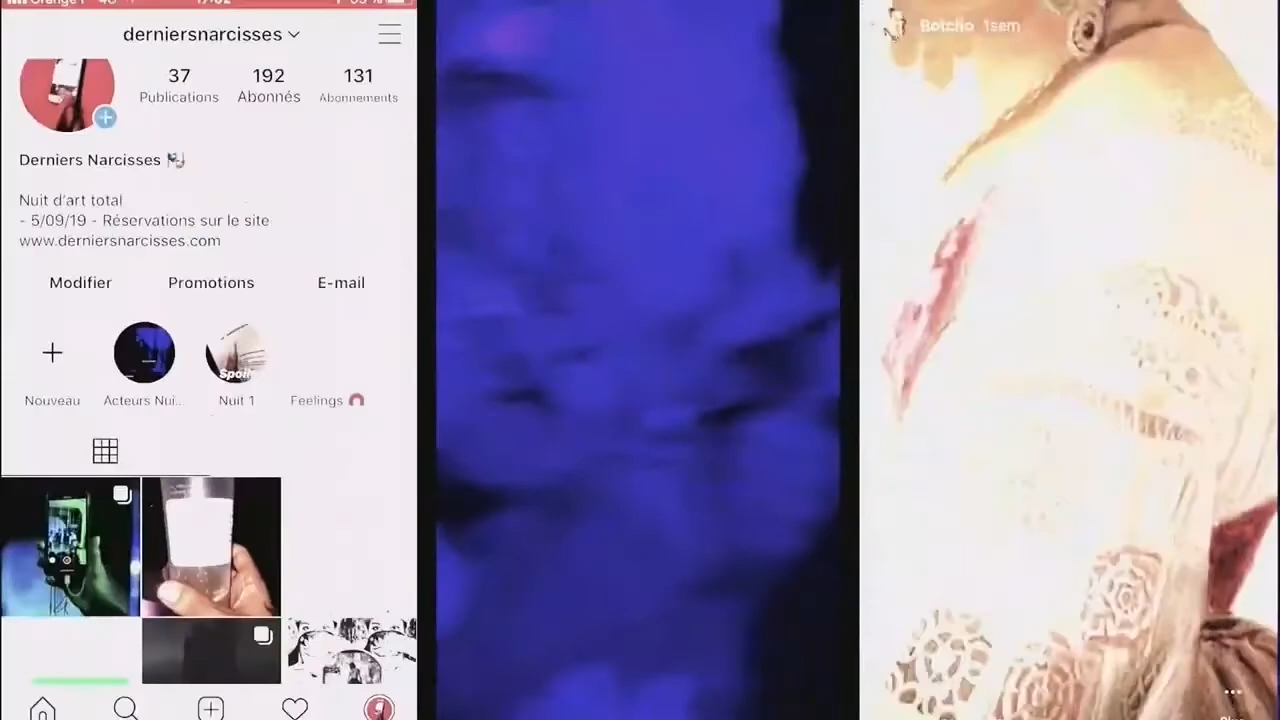 derniersnarcisses
37
192
131
Publications
Abonnés
Abonnements
Derniers Narcisses
Nuit d'art total
- 5/09/19 - Réservations sur le site
www.derniersnarcisses.com
Modifier
Promotions
E-mail
Nouveau
Acteurs Nui...
Nuit 1
Feelings
Botcho 1sem